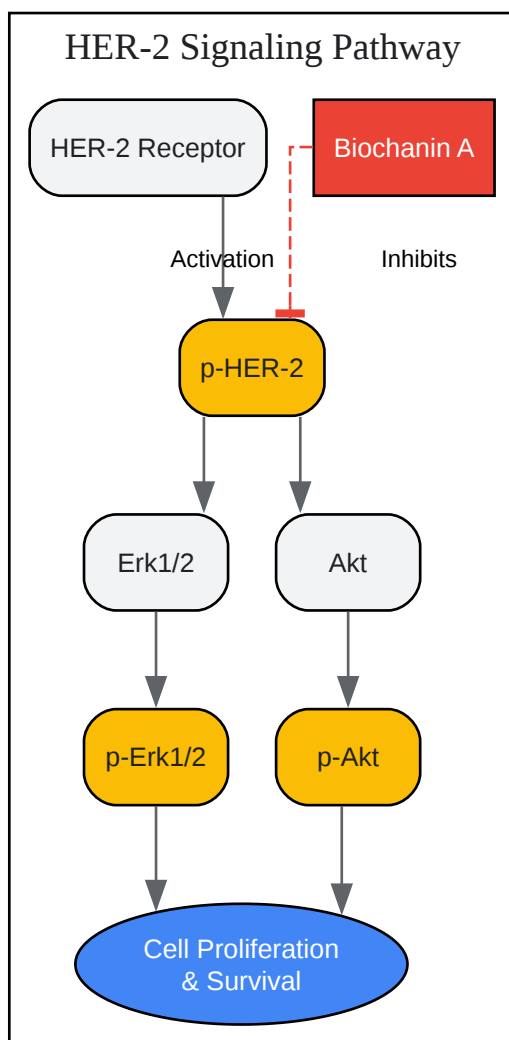 HER-2 Signaling Pathway
HER-2 Receptor
Biochanin A
Activation
Inhibits
p-HER-2
Erk1/2
Akt
p-Erk1/2
p-Akt
Cell Proliferation
& Survival